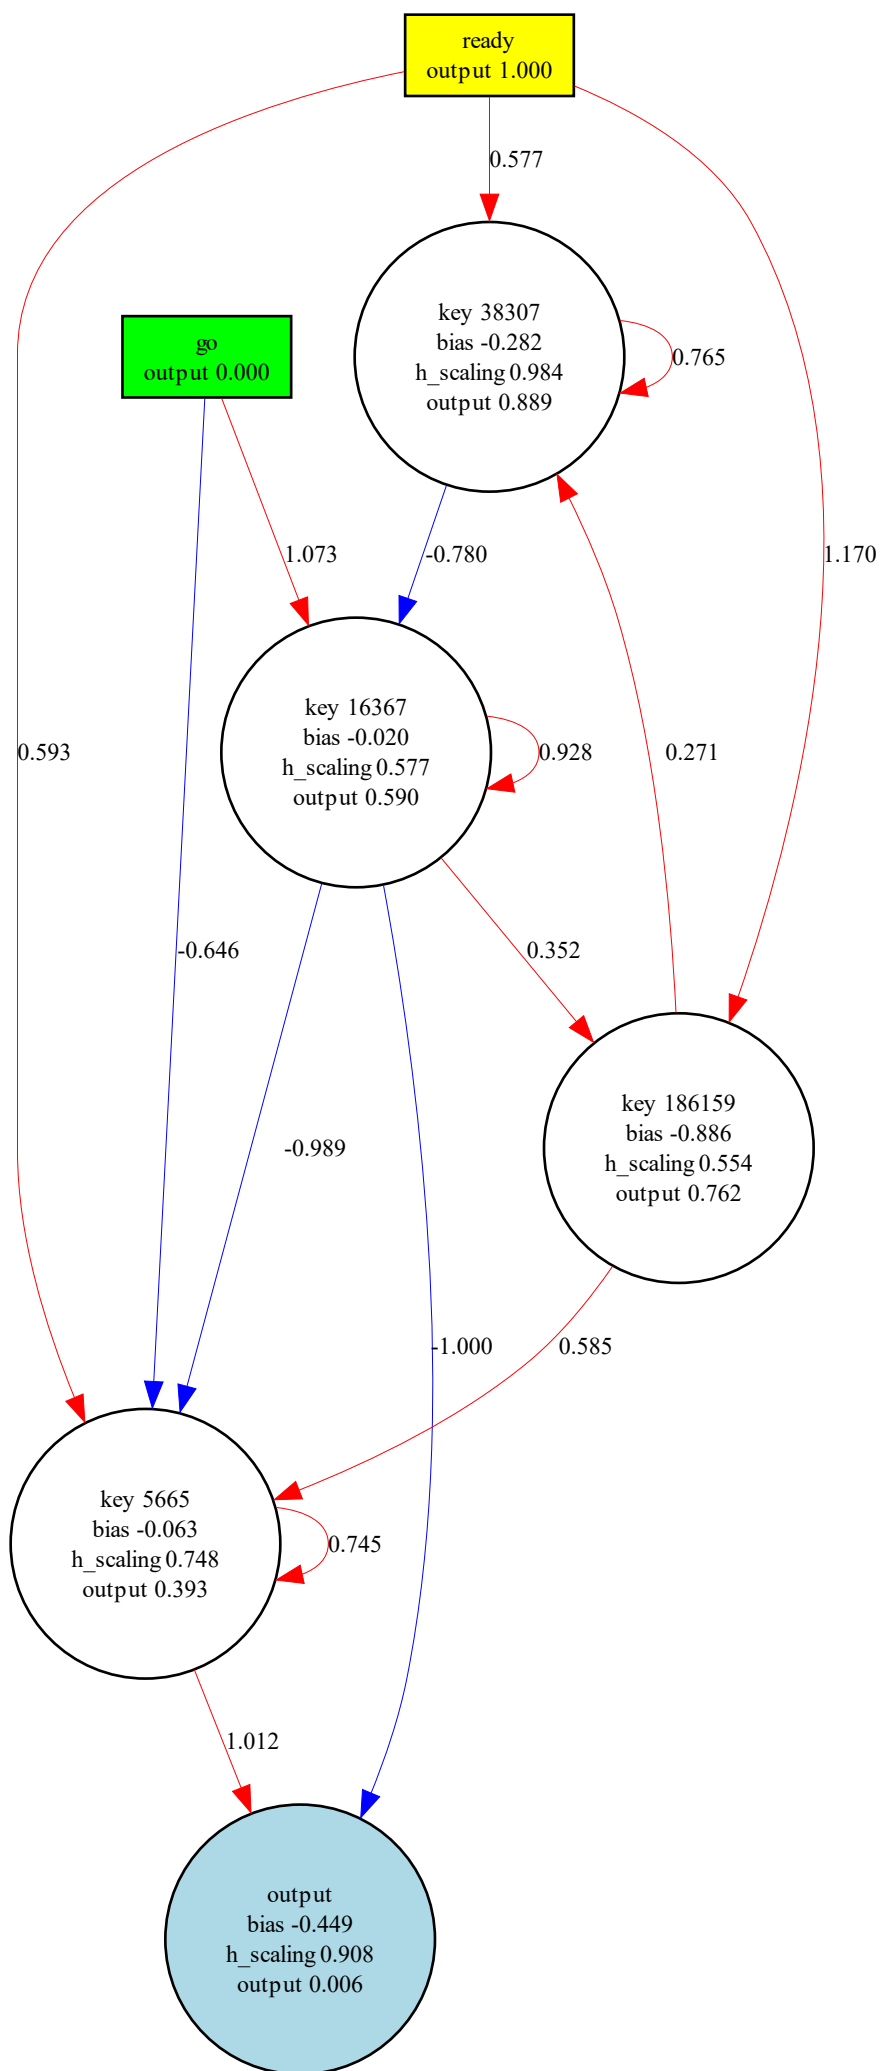 ready
output 1.000
0.577
go
output 0.000
key 38307
bias -0.282
h_scaling 0.984
output 0.889
0.765
1.073
-0.780
1.170
key 16367
bias -0.020
h_scaling 0.577
output 0.590
0.593
0.928
0.271
-0.646
0.352
key 186159
bias -0.886
h_scaling 0.554
output 0.762
-0.989
-1.000
0.585
key 5665
bias -0.063
h_scaling 0.748
output 0.393
0.745
1.012
output
bias -0.449
h_scaling 0.908
output 0.006